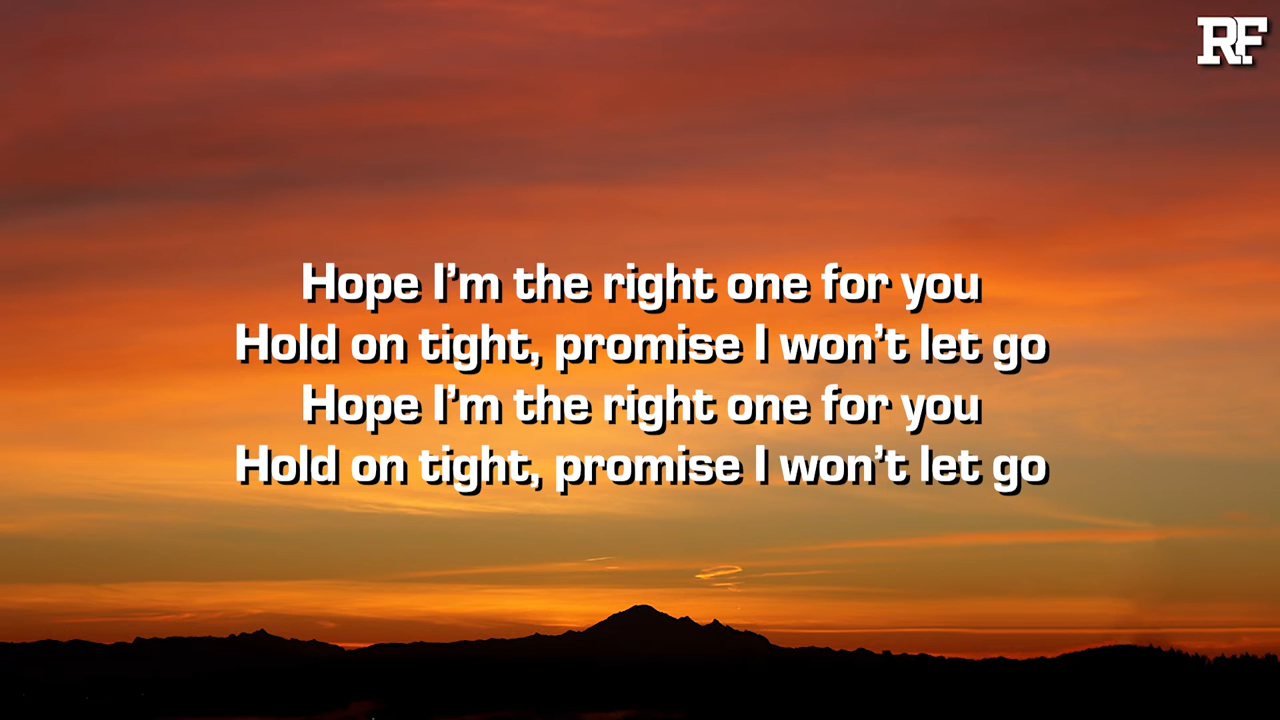 RF
Hope I’m the right one for you
Hold on tight, promise I won’t let go
Hope I’m the right one for you
Hold on tight, promise I won’t let go